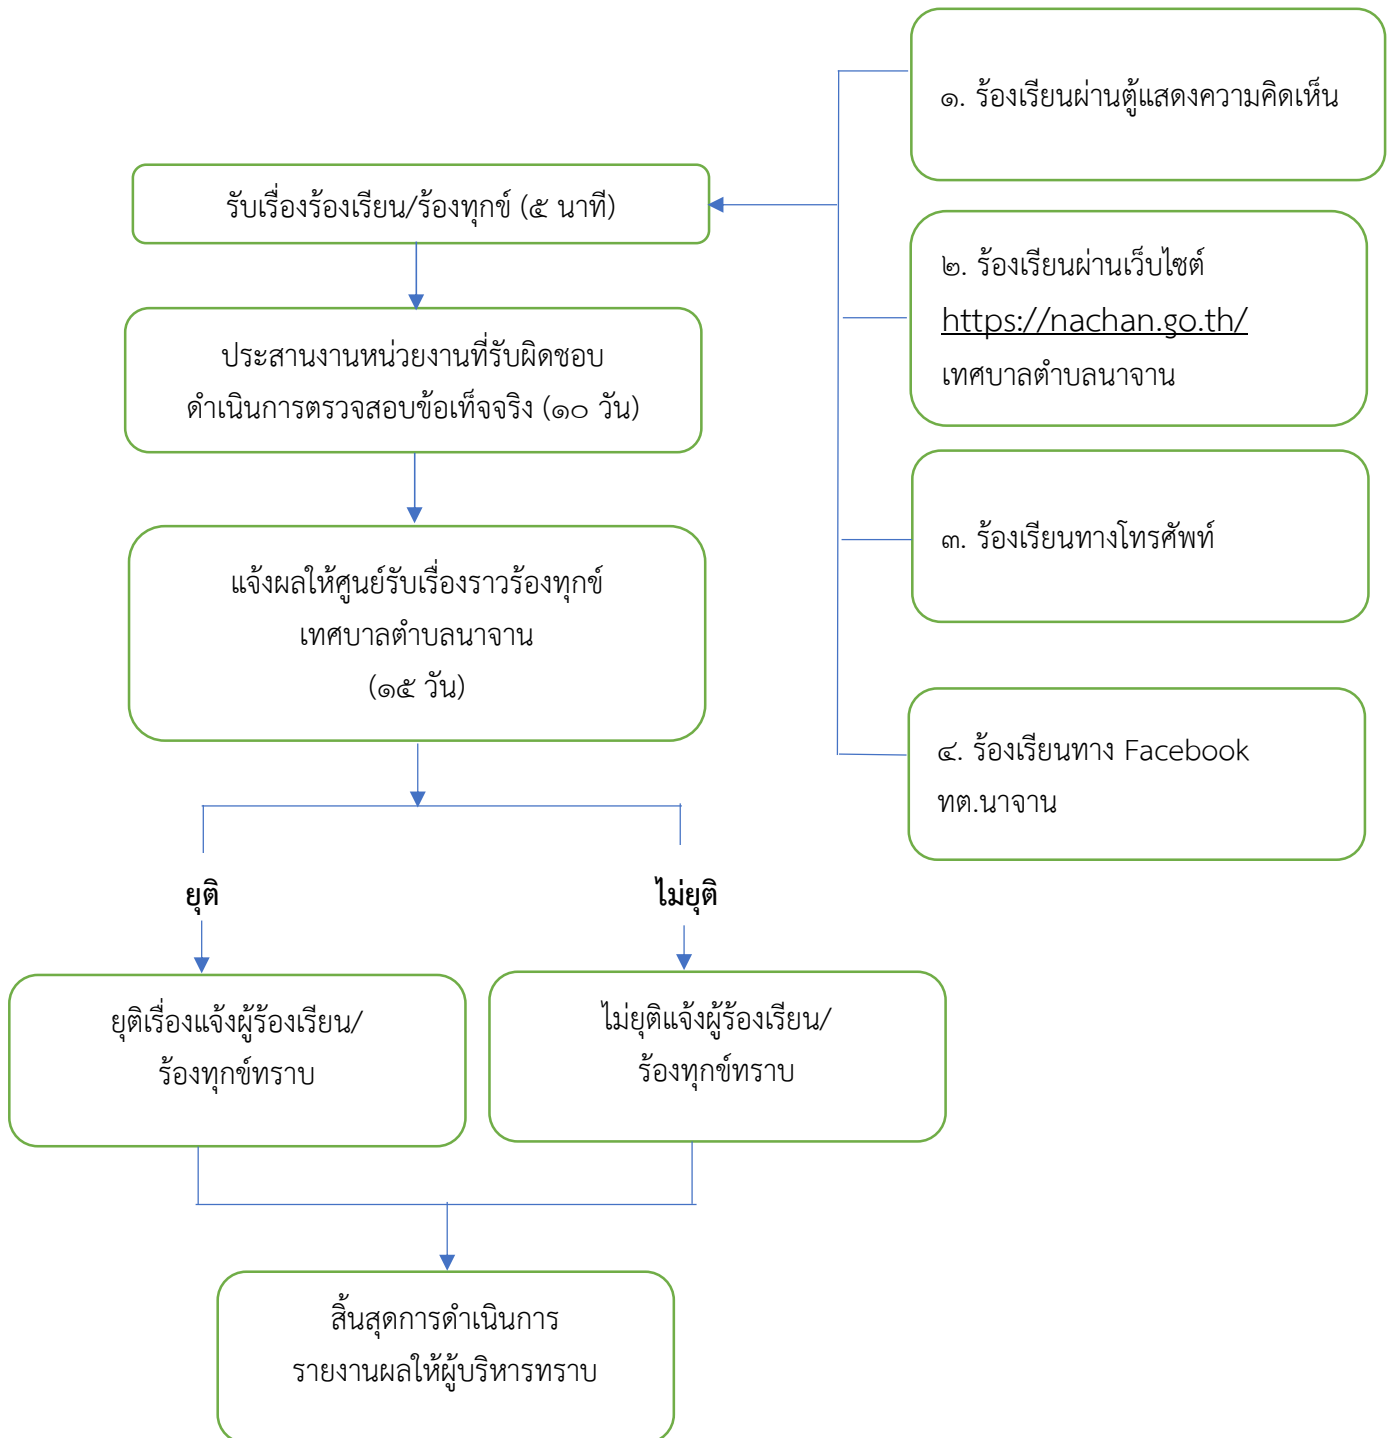 ๑. ร้องเรียนผ่านตู้แสดงความคิดเห็น
รับเรื่องร้องเรียน/ร้องทุกข์ (๕ นาที)
๒. ร้องเรียนผ่านเว็บไซต์
https://nachan.go.th/
เทศบาลตำบลนาจาน
ประสานงานหน่วยงานที่รับผิดชอบ
ดำเนินการตรวจสอบข้อเท็จจริง (๑๐ วัน)
๓. ร้องเรียนทางโทรศัพท์
แจ้งผลให้ศูนย์รับเรื่องราวร้องทุกข์
เทศบาลตำบลนาจาน
(๑๕ วัน)
๔. ร้องเรียนทาง Facebook
ทต.นาจาน
ยุติ
ไม่ยุติ
ยุติเรื่องแจ้งผู้ร้องเรียน/
ร้องทุกข์ทราบ
ไม่ยุติแจ้งผู้ร้องเรียน/
ร้องทุกข์ทราบ
สิ้นสุดการดำเนินการ
รายงานผลให้ผู้บริหารทราบ